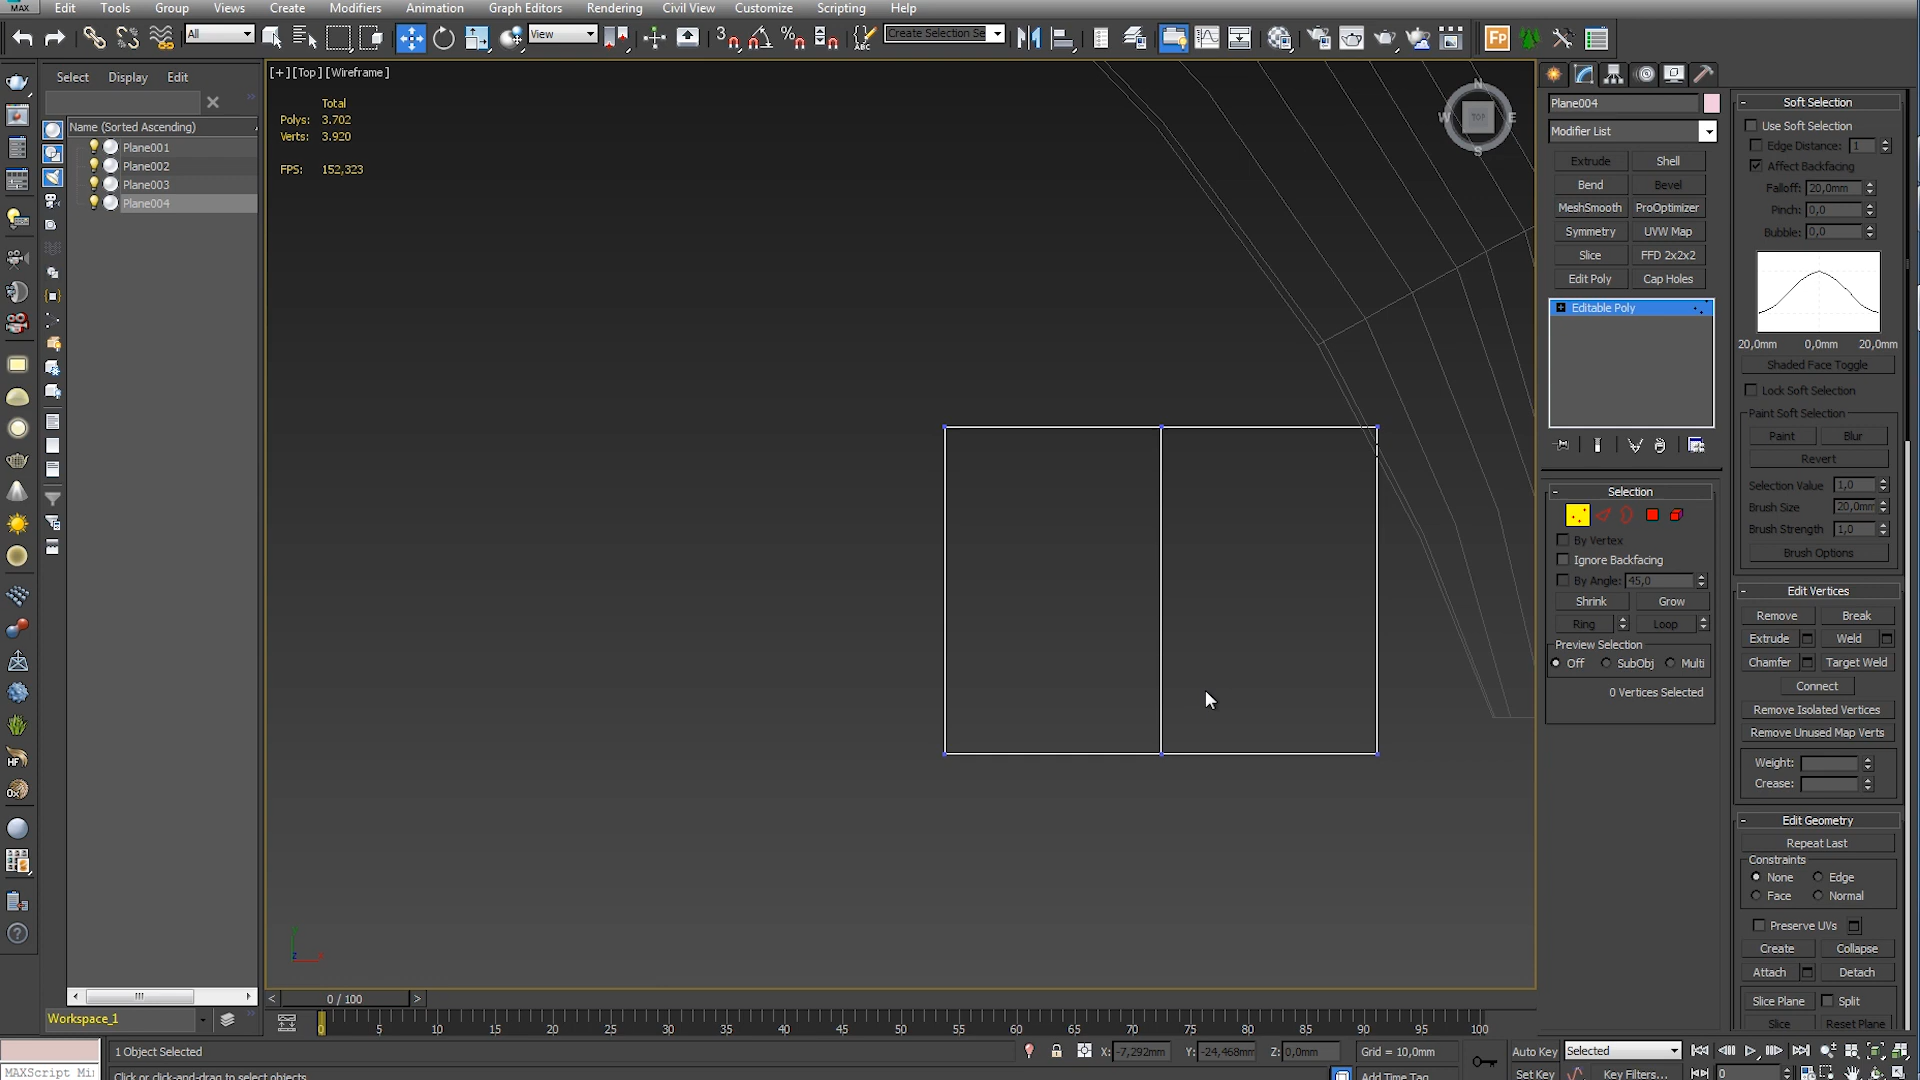 MAX Edit Tools Group Views Create Modifiers Animation Graph Editors Rendering Civil View Customize Scripting Help
All View 3 ABC Create Selection Se Fp
Select Display Edit
Name (Sorted Ascending)
Plane001
Plane002
Plane003
Plane004
[+] [Top] [Wireframe]
Total
Polys: 3.702
Verts: 3.920
FPS: 152,323
N
W TOP E
S
Plane004
Modifier List
Extrude Shell
Bend Bevel
MeshSmooth ProOptimizer
Symmetry UVW Map
Slice FFD 2x2x2
Edit Poly Cap Holes
Editable Poly
- Selection
By Vertex
Ignore Backfacing
By Angle: 45,0
Shrink Grow
Ring Loop
Preview Selection
Off SubObj Multi
0 Vertices Selected
- Soft Selection
Use Soft Selection
Edge Distance: 1
Affect Backfacing
Falloff: 20,0mm
Pinch: 0,0
Bubble: 0,0
20,0mm 0,0mm 20,0mm
Shaded Face Toggle
Lock Soft Selection
Paint Soft Selection
Paint Blur
Revert
Selection Value 1,0
Brush Size 20,0mm
Brush Strength 1,0
Brush Options
- Edit Vertices
Remove Break
Extrude Weld
Chamfer Target Weld
Connect
Remove Isolated Vertices
Remove Unused Map Verts
Weight:
Crease:
- Edit Geometry
Repeat Last
Constraints
None Edge
Face Normal
Preserve UVs
Create Collapse
Attach Detach
Slice Plane Split
Slice Reset Plane
HF
OX
< 0 / 100 >
Workspace_1
0 5 10 15 20 25 30 35 40 45 50 55 60 65 70 75 80 85 90 95 100
1 Object Selected X: -7,292mm Y: -24,468mm Z: 0,0mm Grid = 10,0mm Auto Key Selected
MAXScript Mi Click or click-and-drag to select objects Add Time Tag Set Key Key Filters... 0